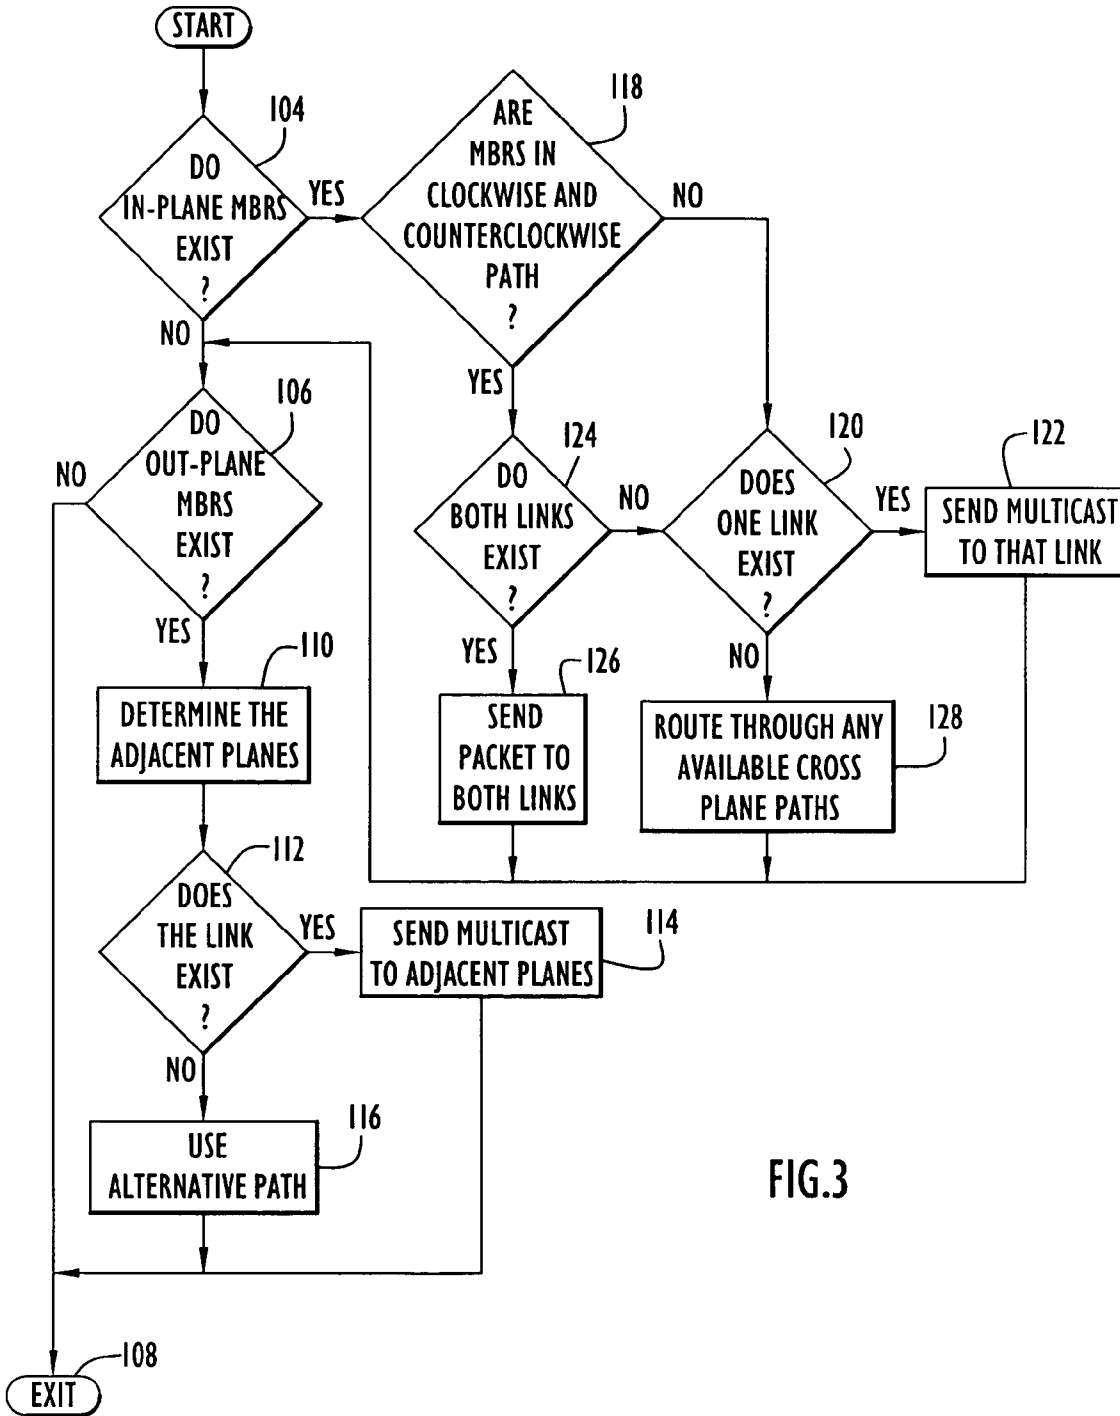 START
104
DO
IN-PLANE MBRS
EXIST
?
YES
NO
118
ARE
MBRS IN
CLOCKWISE AND
COUNTERCLOCKWISE
PATH
?
NO
YES
106
DO
OUT-PLANE
MBRS
EXIST
?
NO
YES
124
DO
BOTH LINKS
EXIST
?
NO
YES
120
DOES
ONE LINK
EXIST
?
YES
NO
122
SEND MULTICAST
TO THAT LINK
110
DETERMINE THE
ADJACENT PLANES
126
SEND
PACKET TO
BOTH LINKS
128
ROUTE THROUGH ANY
AVAILABLE CROSS
PLANE PATHS
112
DOES
THE LINK
EXIST
?
YES
NO
114
SEND MULTICAST
TO ADJACENT PLANES
116
USE
ALTERNATIVE PATH
FIG.3
108
EXIT